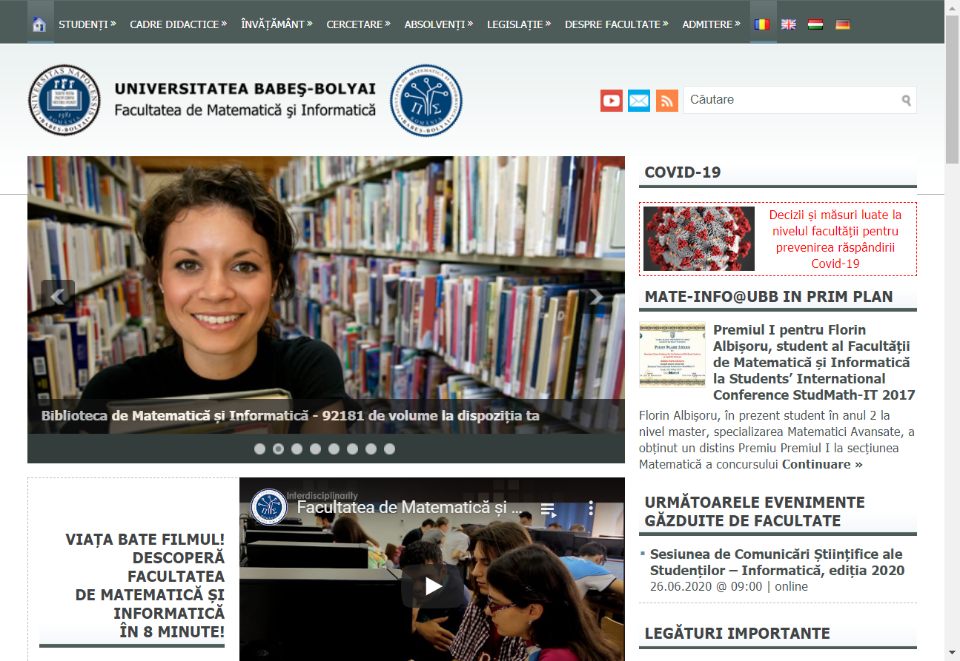 STUDENȚI »
CADRE DIDACTICE »
ÎNVĂȚĂMÂNT »
CERCETARE »
ABSOLVENȚI »
LEGISLAȚIE »
DESPRE FACULTATE »
ADMITERE »
UNIVERSITATEA BABEŞ-BOLYAI
Facultatea de Matematică şi Informatică
Căutare
Biblioteca de Matematică și Informatică - 92181 de volume la dispoziția ta
VIAȚA BATE FILMUL!
DESCOPERĂ
FACULTATEA
DE MATEMATICĂ ȘI
INFORMATICĂ
ÎN 8 MINUTE!
Interdisciplinarity
Facultatea de Matematică și ...
COVID-19
Decizii și măsuri luate la
nivelul facultății pentru
prevenirea răspândirii
Covid-19
MATE-INFO@UBB IN PRIM PLAN
Premiul I pentru Florin
Albișoru, student al Facultății
de Matematică și Informatică
la Students’ International
Conference StudMath-IT 2017
Florin Albișoru, în prezent student în anul 2 la
nivel master, specializarea Matematici Avansate, a
obținut un distins Premiu Premiul I la secțiunea
Matematică a concursului Continuare »
URMĂTOARELE EVENIMENTE
GĂZDUITE DE FACULTATE
Sesiunea de Comunicări Științifice ale
Studenților – Informatică, ediția 2020
26.06.2020 @ 09:00 | online
LEGĂTURI IMPORTANTE